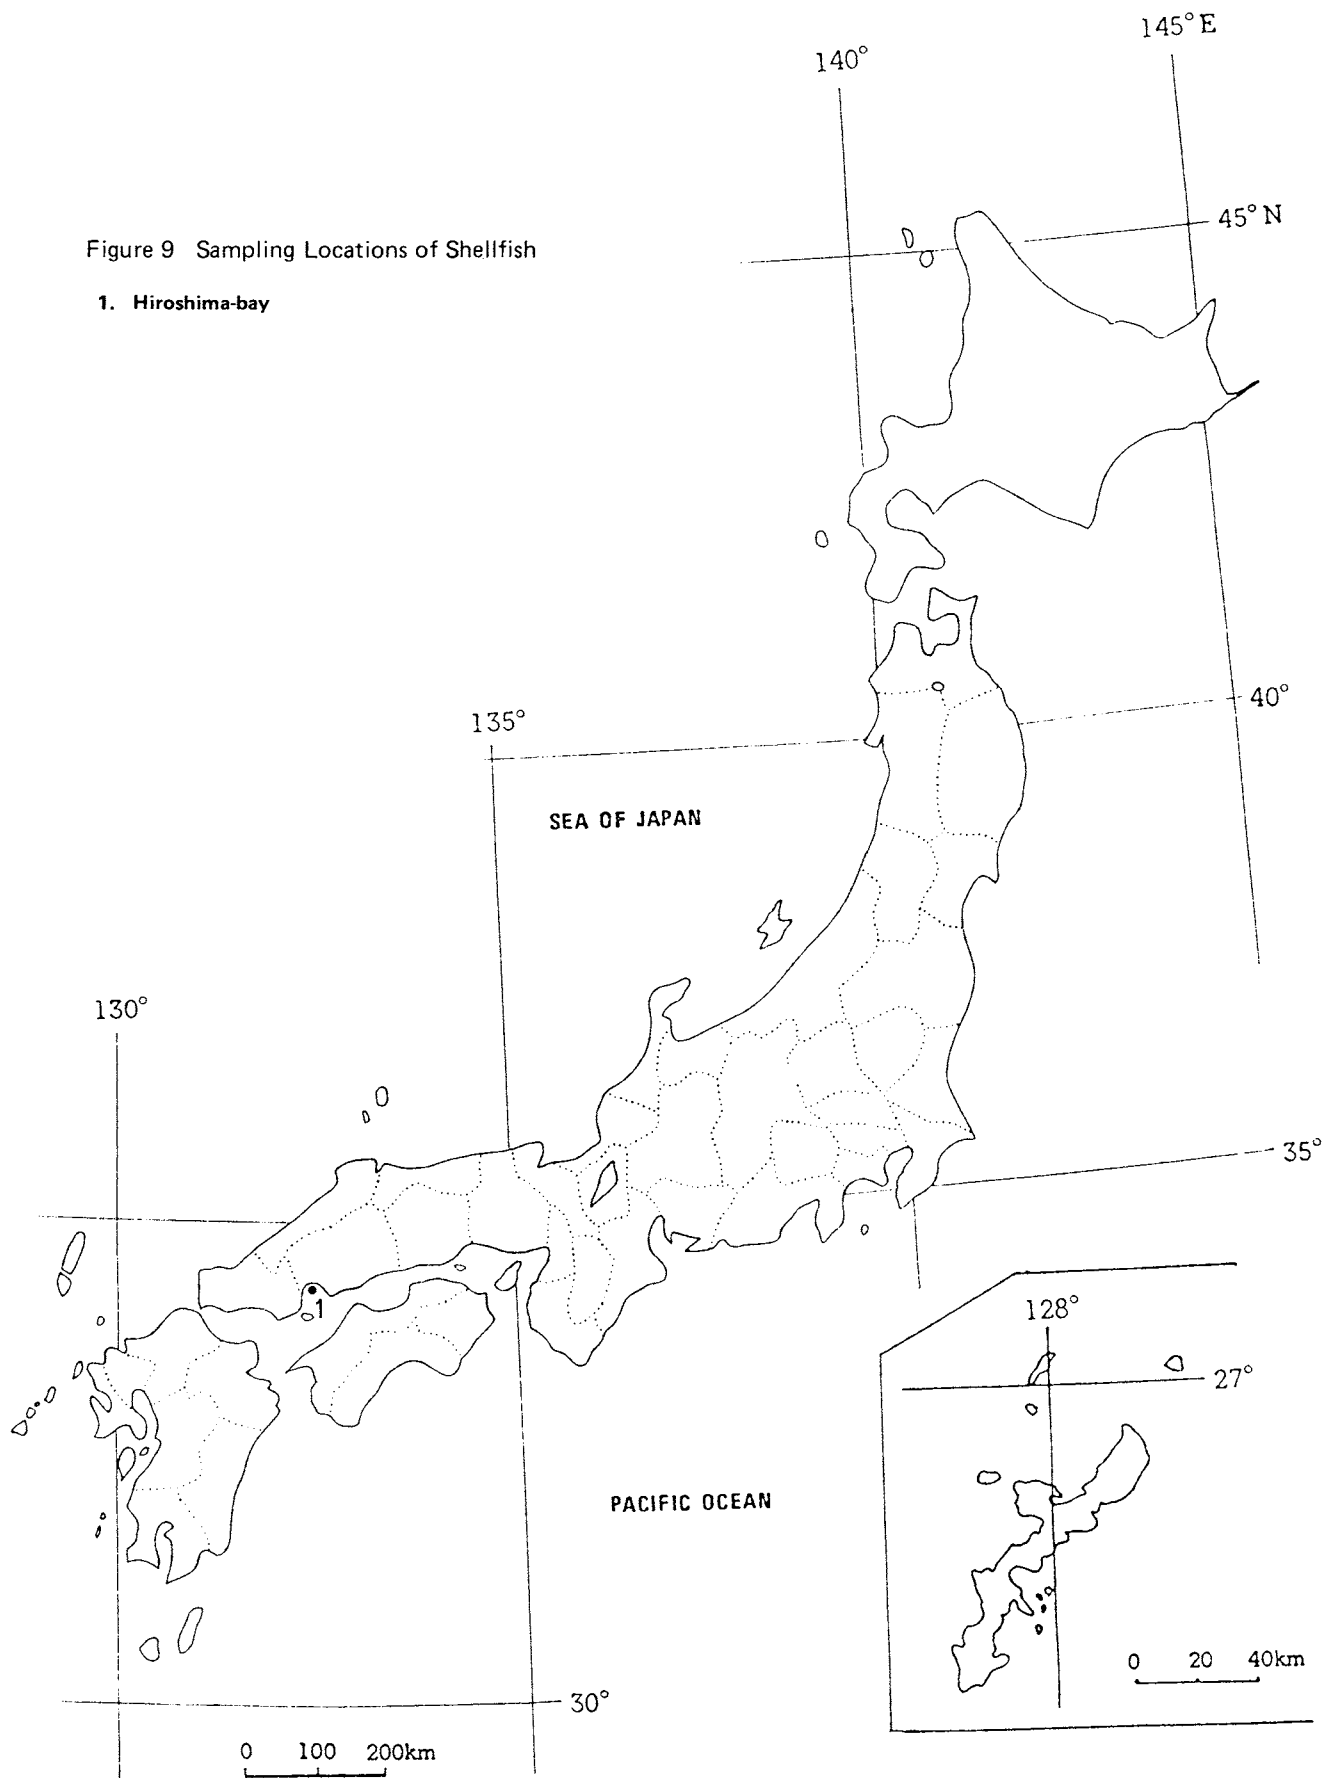 145°E
140°
45°N
Figure 9 Sampling Locations of Shellfish
1. Hiroshima-bay
40°
135°
SEA OF JAPAN
130°
35°
1
128°
27°
PACIFIC OCEAN
0 20 40km
30°
0 100 200km